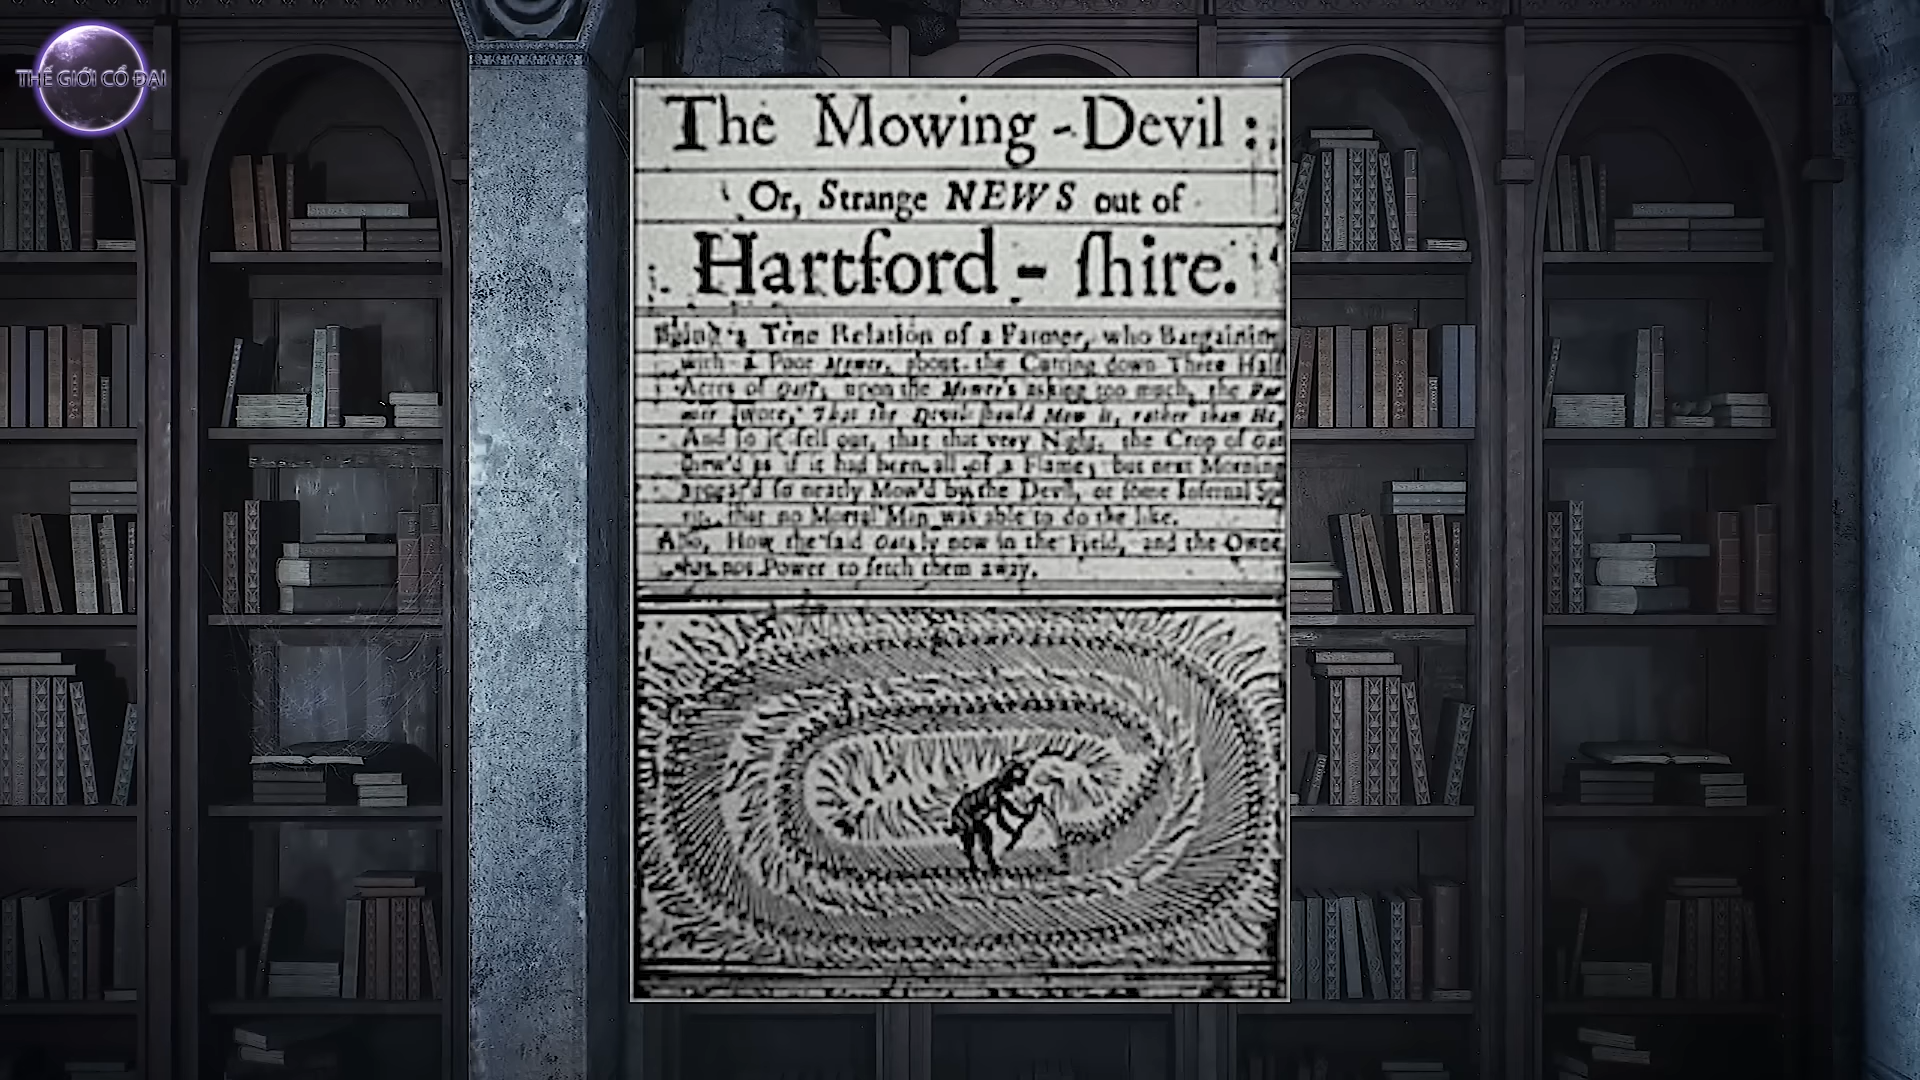 THẾ GIỚI CỔ ĐẠI
The Mowing-Devil:
Or, Strange NEWS out of
Hartford-ſhire.
Being a True Relation of a Farmer, who Bargaining
with a Poor Mower, about the Cutting down Three Half
Acres of Oats, upon the Mower's asking too much, the Far-
mer swore, That the Devil should Mow it, rather than He.
And so it fell out, that that very Night, the Crop of Oat
shew'd as if it had been all of a Flame; but next Morning
appear'd so neatly Mow'd by the Devil, or some Infernal Spi-
rit, that no Mortal Man was able to do the like.
Also, How the said Oats ly now in the Field, and the Owner
has not Power to fetch them away.